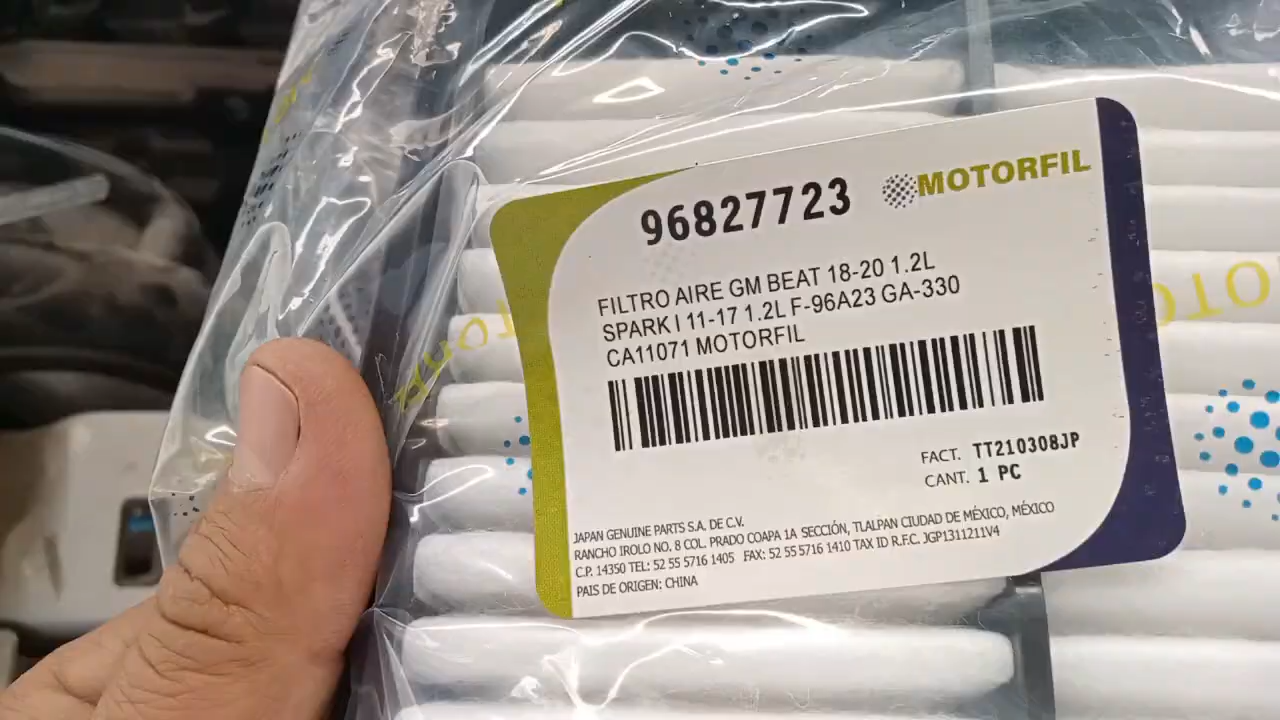 96827723
MOTORFIL
FILTRO AIRE GM BEAT 18-20 1.2L
SPARK I 11-17 1.2L F-96A23 GA-330
CA11071 MOTORFIL
FACT. TT210308JP
CANT. 1 PC
JAPAN GENUINE PARTS S.A. DE C.V.
RANCHO IROLO NO. 8 COL. PRADO COAPA 1A SECCIÓN, TLALPAN CIUDAD DE MÉXICO, MÉXICO
C.P. 14350 TEL: 52 55 5716 1405 FAX: 52 55 5716 1410 TAX ID R.F.C. JGP1311211V4
PAIS DE ORIGEN: CHINA